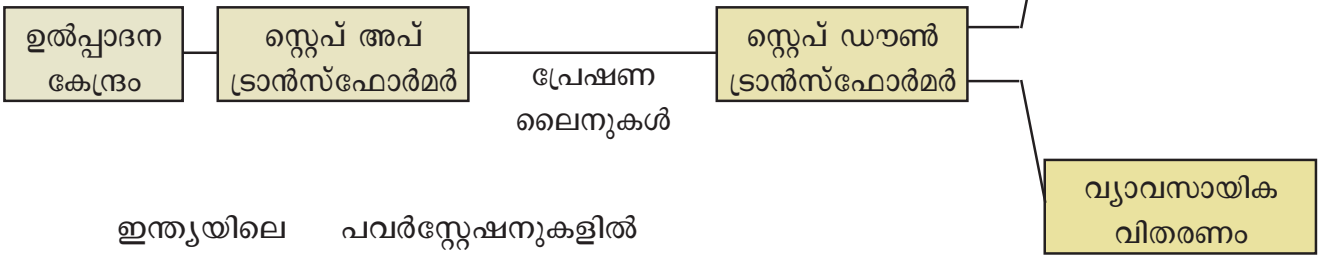 ഉൽപ്പാദന
കേന്ദ്രം
സ്റ്റെപ് അപ്
ട്രാൻസ്ഫോർമർ
പ്രേഷണ
ലൈനുകൾ
സ്റ്റെപ് ഡൗൺ
ട്രാൻസ്ഫോർമർ
വ്യാവസായിക
വിതരണം
ഇന്ത്യയിലെ പവർസ്റ്റേഷനുകളിൽ